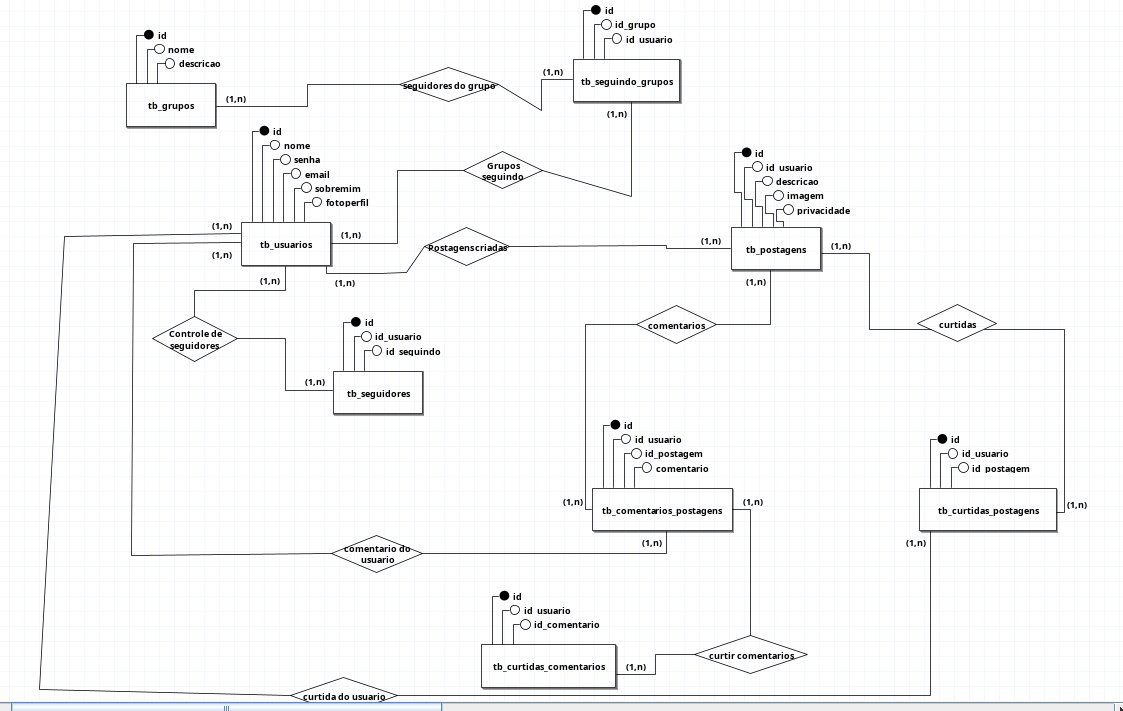 id
nome
descricao
tb_grupos
(1,n)
seguidores do grupo
(1,n)
id
id_grupo
id_usuario
tb_seguindo_grupos
(1,n)
id
nome
senha
email
sobremim
fotoperfil
(1,n)
tb_usuarios
(1,n)
(1,n)
(1,n)
(1,n)
Grupos
seguindo
Postagenscriadas
(1,n)
id
id_usuario
descricao
imagem
privacidade
tb_postagens
(1,n)
(1,n)
Controle de
seguidores
id
id_usuario
id_seguindo
(1,n)
tb_seguidores
comentarios
curtidas
id
id_usuario
id_postagem
comentario
(1,n)
tb_comentarios_postagens
(1,n)
(1,n)
id
id_usuario
id_postagem
tb_curtidas_postagens
(1,n)
(1,n)
comentario do
usuario
id
id_usuario
id_comentario
tb_curtidas_comentarios
(1,n)
curtir comentarios
curtida do usuario